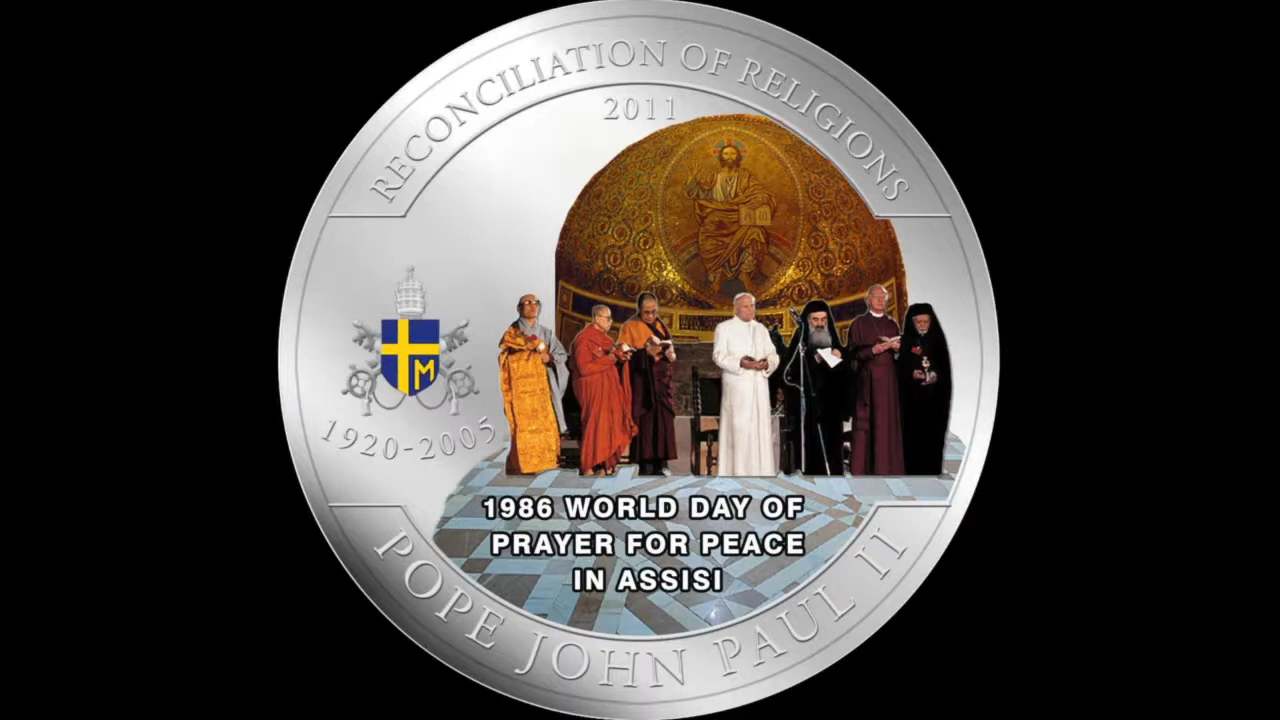 RECONCILIATION OF RELIGIONS
2011
M
1920-2005
1986 WORLD DAY OF
PRAYER FOR PEACE
IN ASSISI
POPE JOHN PAUL II